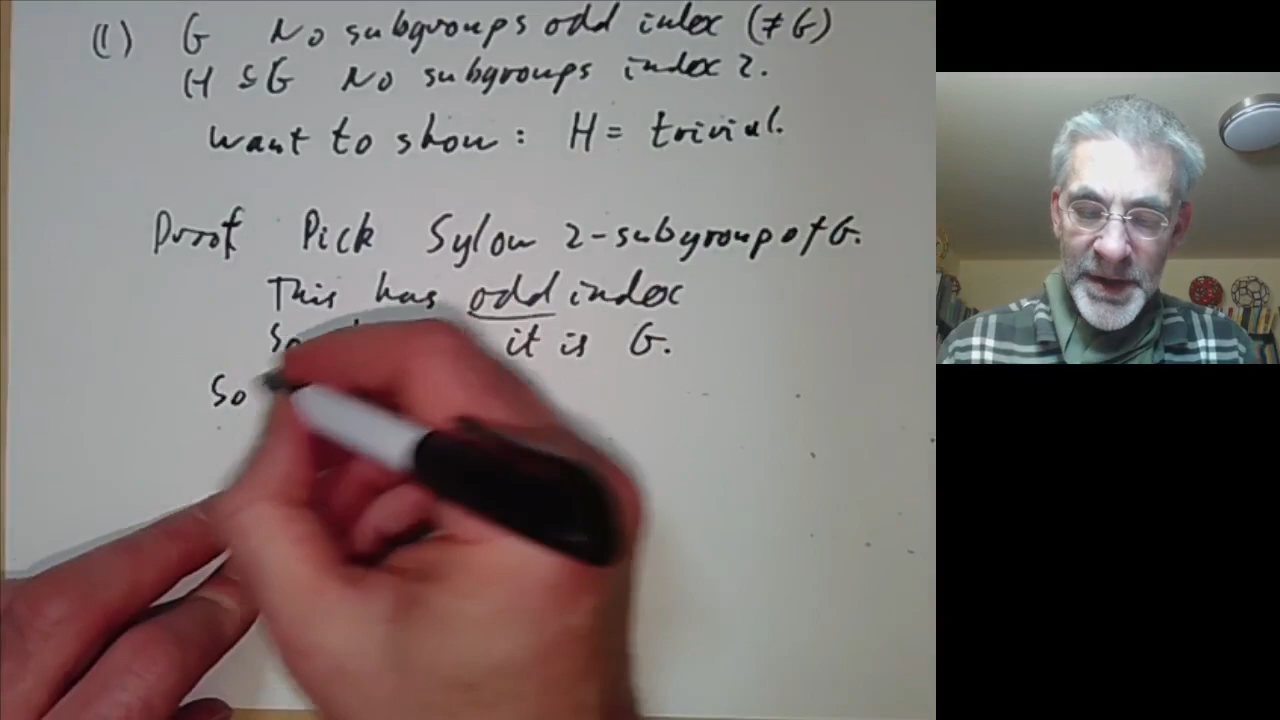 (1) G No subgroups odd index (≠G)
H ≤ G No subgroups index 2.
Want to show: H = trivial.
Proof Pick Sylow 2-subgroup of G.
This has odd index
So it is G.
So